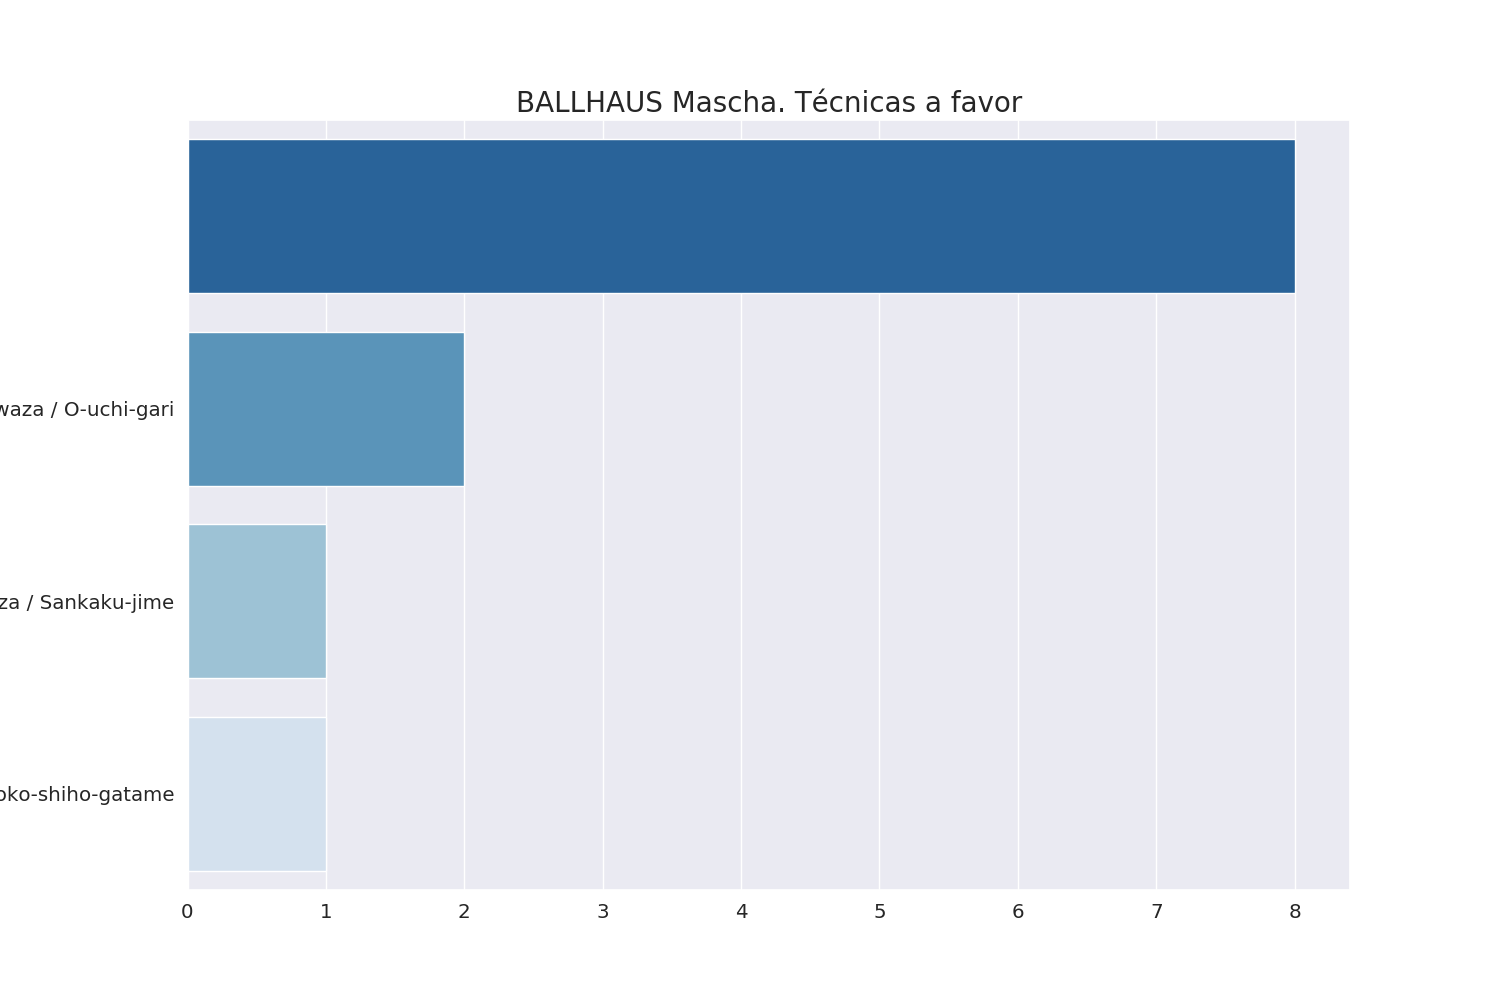 BALLHAUS Mascha. Técnicas a favor
waza / O-uchi-gari
za / Sankaku-jime
oko-shiho-gatame
0 1 2 3 4 5 6 7 8